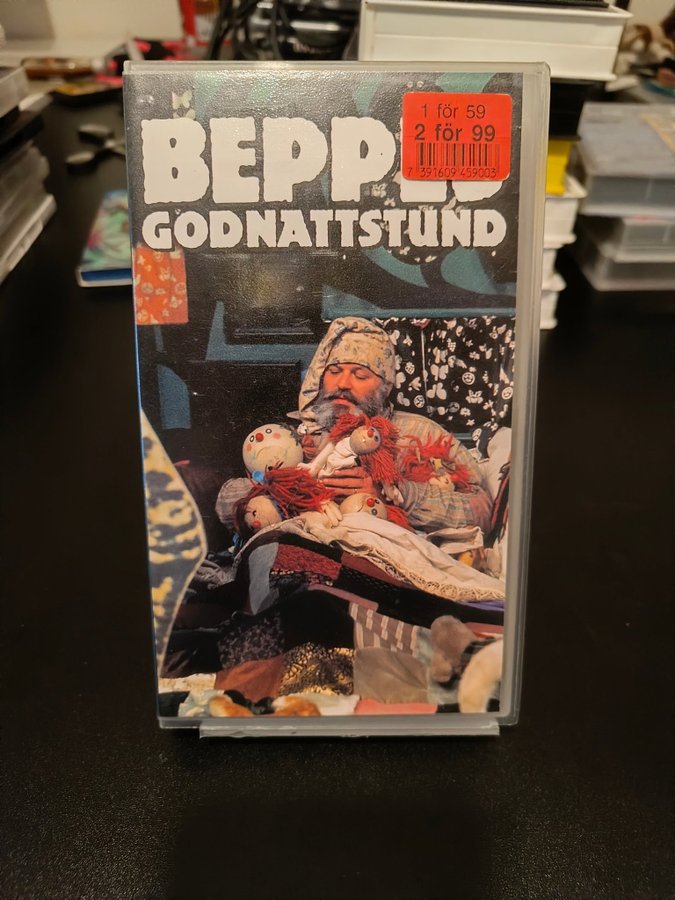 1 för 59
2 för 99
7 391609 459003
BEPP
GODNATTSTUND